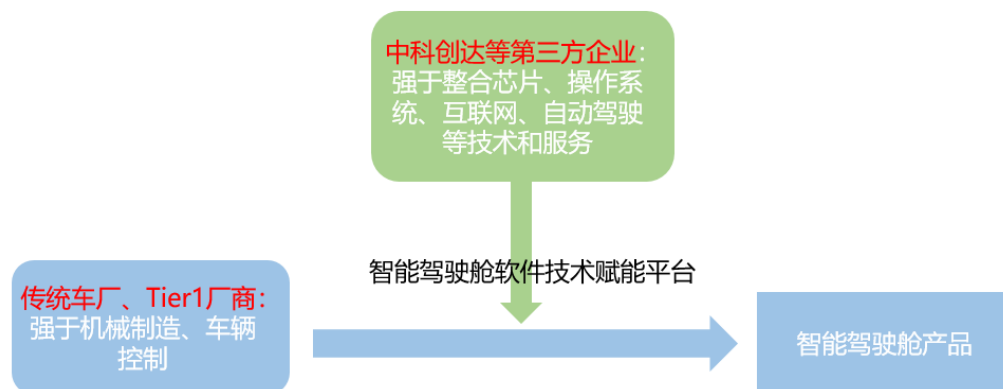 中科创达等第三方企业：
强于整合芯片、操作系
统、互联网、自动驾驶
等技术和服务
智能驾驶舱软件技术赋能平台
传统车厂、Tier1厂商：
强于机械制造、车辆
控制
智能驾驶舱产品